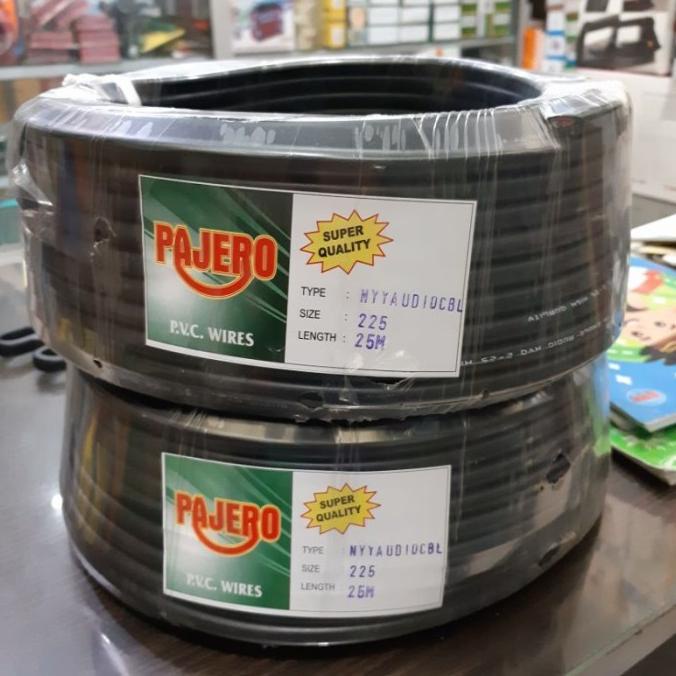 PAJERO
P.V.C. WIRES
SUPER
QUALITY
TYPE : NYYAUDIOCBL
SIZE : 225
LENGTH : 25M
PAJERO
P.V.C. WIRES
SUPER
QUALITY
TYPE : NYYAUDIOCBL
SIZE 225
LENGTH 25M